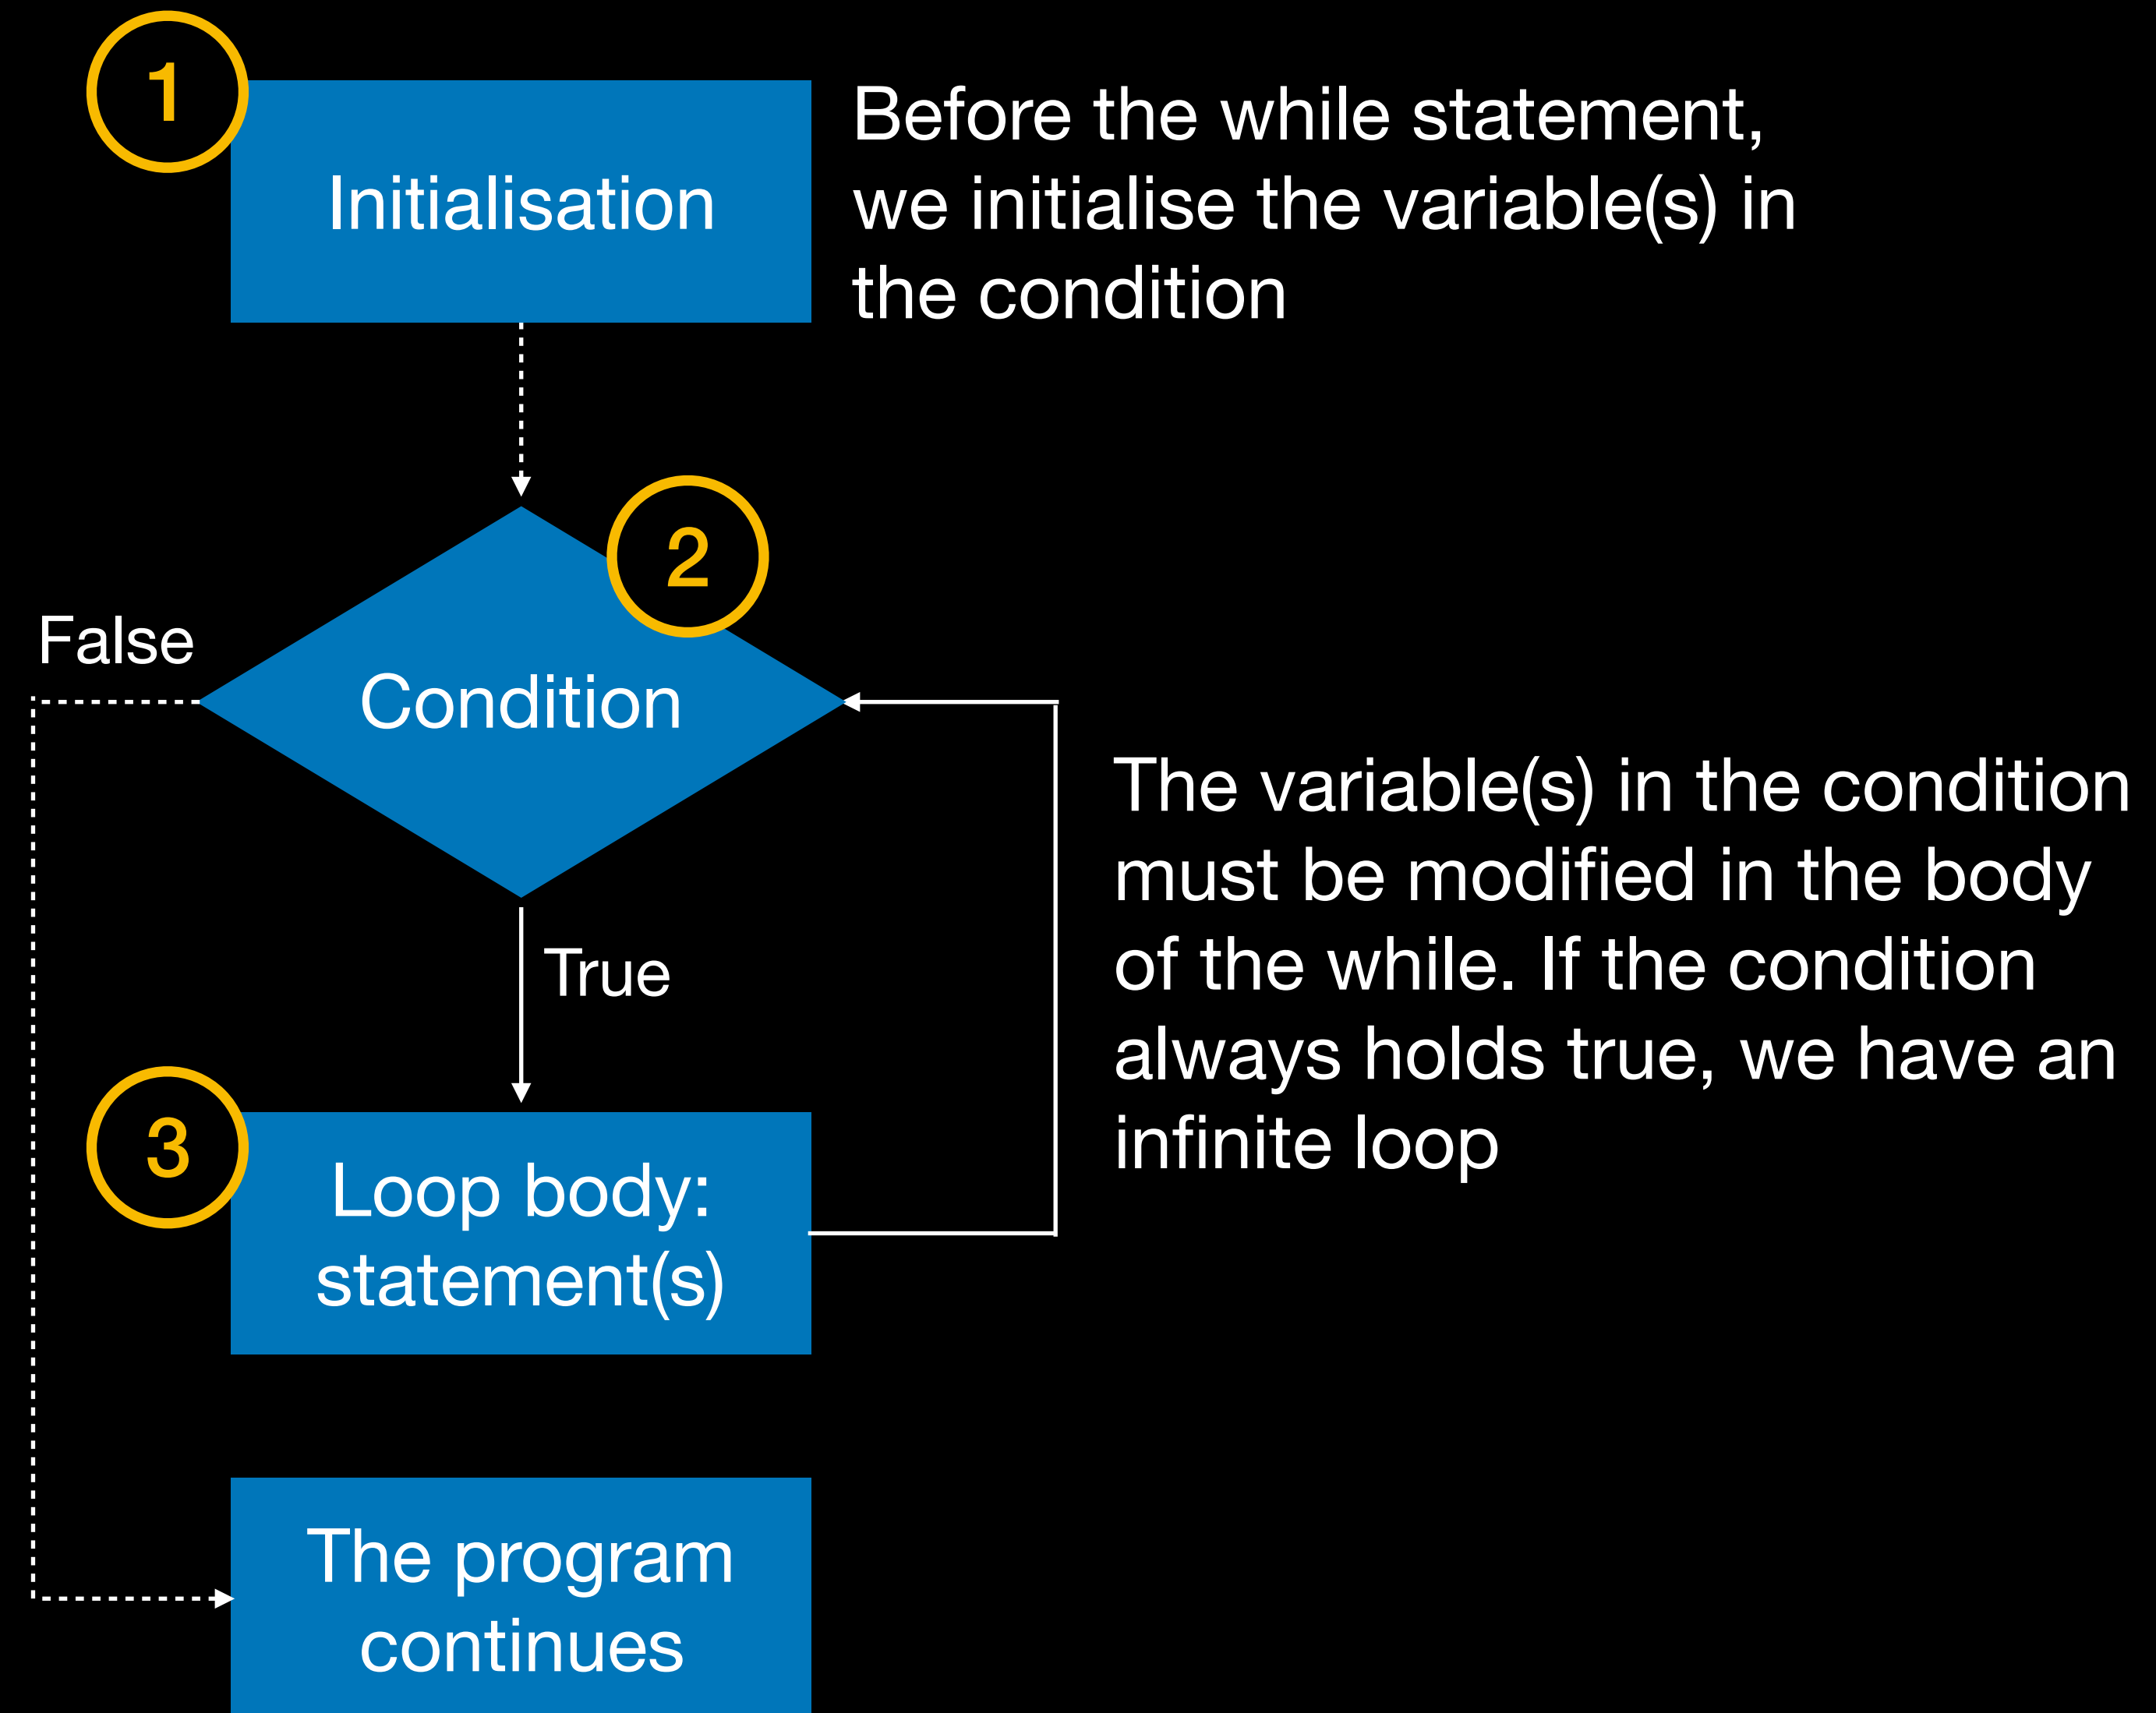 1
Initialisation
Before the while statement,
we initialise the variable(s) in
the condition
2
False
Condition
True
The variable(s) in the condition
must be modified in the body
of the while. If the condition
always holds true, we have an
infinite loop
3
Loop body:
statement(s)
The program
continues